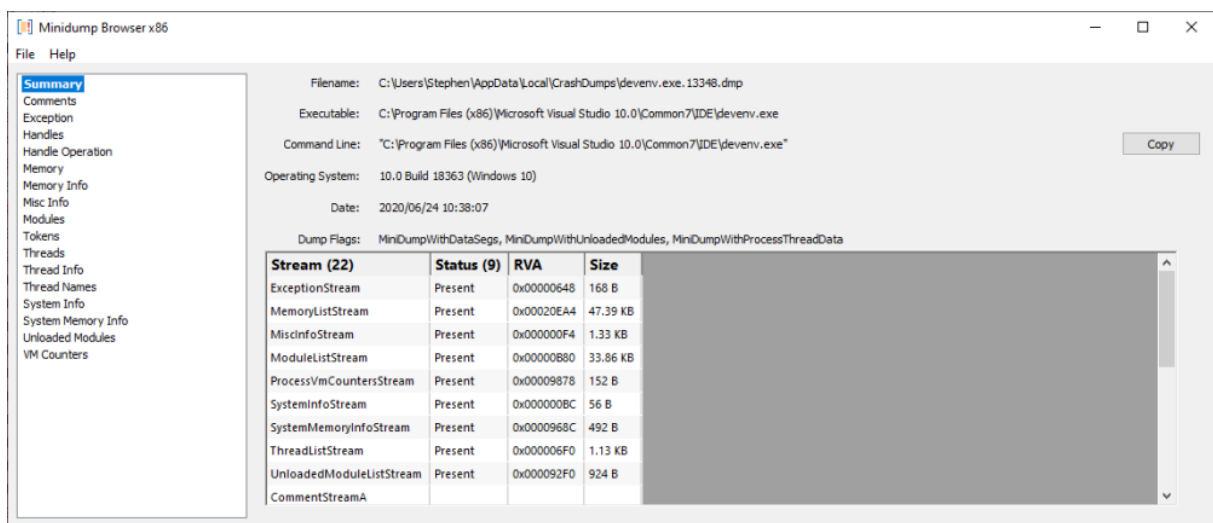 Minidump Browser x86
File Help
Summary
Comments
Exception
Handles
Handle Operation
Memory
Memory Info
Misc Info
Modules
Tokens
Threads
Thread Info
Thread Names
System Info
System Memory Info
Unloaded Modules
VM Counters
Filename: C:\Users\Stephen\AppData\Local\CrashDumps\devenv.exe.13348.dmp
Executable: C:\Program Files (x86)\Microsoft Visual Studio 10.0\Common7\IDE\devenv.exe
Command Line: "C:\Program Files (x86)\Microsoft Visual Studio 10.0\Common7\IDE\devenv.exe" Copy
Operating System: 10.0 Build 18363 (Windows 10)
Date: 2020/06/24 10:38:07
Dump Flags: MiniDumpWithDataSegs, MiniDumpWithUnloadedModules, MiniDumpWithProcessThreadData
Stream (22) Status (9) RVA Size
ExceptionStream Present 0x00000648 168 B
MemoryListStream Present 0x00020EA4 47.39 KB
MiscInfoStream Present 0x000000F4 1.33 KB
ModuleListStream Present 0x00000B80 33.86 KB
ProcessVmCountersStream Present 0x00009878 152 B
SystemInfoStream Present 0x000000BC 56 B
SystemMemoryInfoStream Present 0x0000968C 492 B
ThreadListStream Present 0x000006F0 1.13 KB
UnloadedModuleListStream Present 0x000092F0 924 B
CommentStreamA